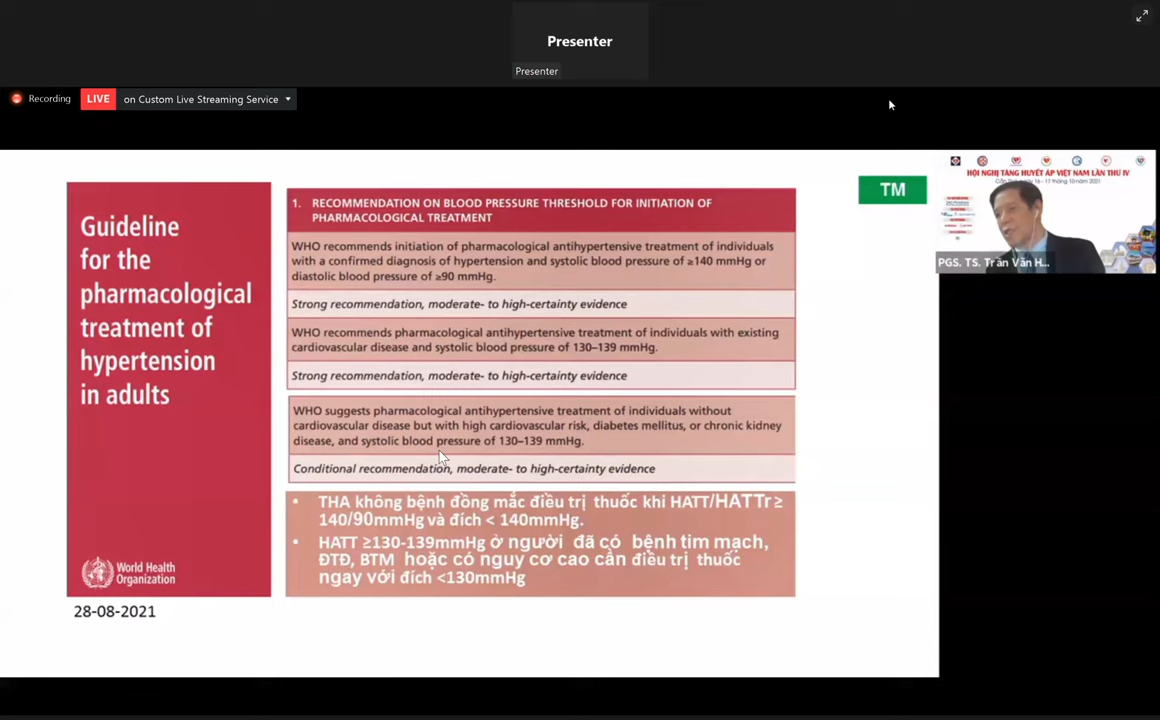 Presenter
Presenter
Recording
LIVE
on Custom Live Streaming Service
TM
HỘI NGHỊ TĂNG HUYẾT ÁP VIỆT NAM LẦN THỨ IV
PGS. TS. Trần Văn H...
Guideline
for the
pharmacological
treatment of
hypertension
in adults
World Health
Organization
28-08-2021
1. RECOMMENDATION ON BLOOD PRESSURE THRESHOLD FOR INITIATION OF
PHARMACOLOGICAL TREATMENT
WHO recommends initiation of pharmacological antihypertensive treatment of individuals
with a confirmed diagnosis of hypertension and systolic blood pressure of ≥140 mmHg or
diastolic blood pressure of ≥90 mmHg.
Strong recommendation, moderate- to high-certainty evidence
WHO recommends pharmacological antihypertensive treatment of individuals with existing
cardiovascular disease and systolic blood pressure of 130–139 mmHg.
Strong recommendation, moderate- to high-certainty evidence
WHO suggests pharmacological antihypertensive treatment of individuals without
cardiovascular disease but with high cardiovascular risk, diabetes mellitus, or chronic kidney
disease, and systolic blood pressure of 130–139 mmHg.
Conditional recommendation, moderate- to high-certainty evidence
• THA không bệnh đồng mắc điều trị thuốc khi HATT/HATTr ≥
140/90mmHg và đích < 140mmHg.
• HATT ≥130-139mmHg ở người đã có bệnh tim mạch,
ĐTĐ, BTM hoặc có nguy cơ cao cần điều trị thuốc
ngay với đích <130mmHg